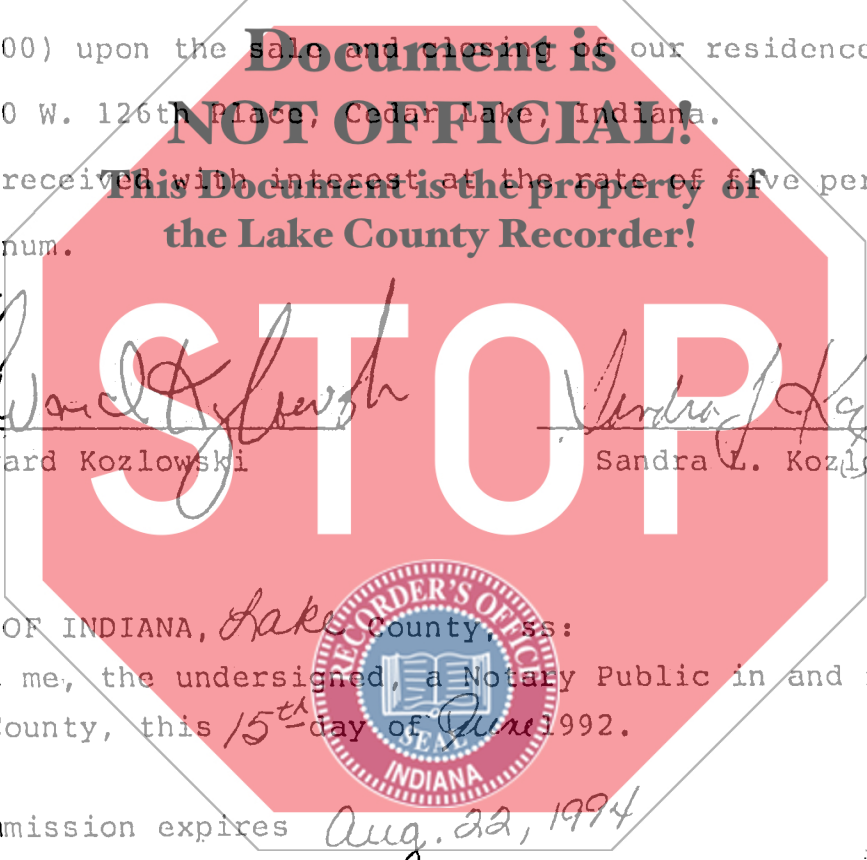 00) upon the sale and closing of our residence
0 W. 126th Place, Cedar Lake, Indiana.
received with interest at the rate of five per
num.
Document is
NOT OFFICIAL!
This Document is the property of
the Lake County Recorder!
STOP
ard Kozlowski
Sandra L. Kozlo
OF INDIANA, Lake County, ss:
me, the undersigned, a Notary Public in and
County, this 15th day of June 1992.
RECORDER'S OFFICE
SEAL
INDIANA
mission expires Aug. 22, 1994